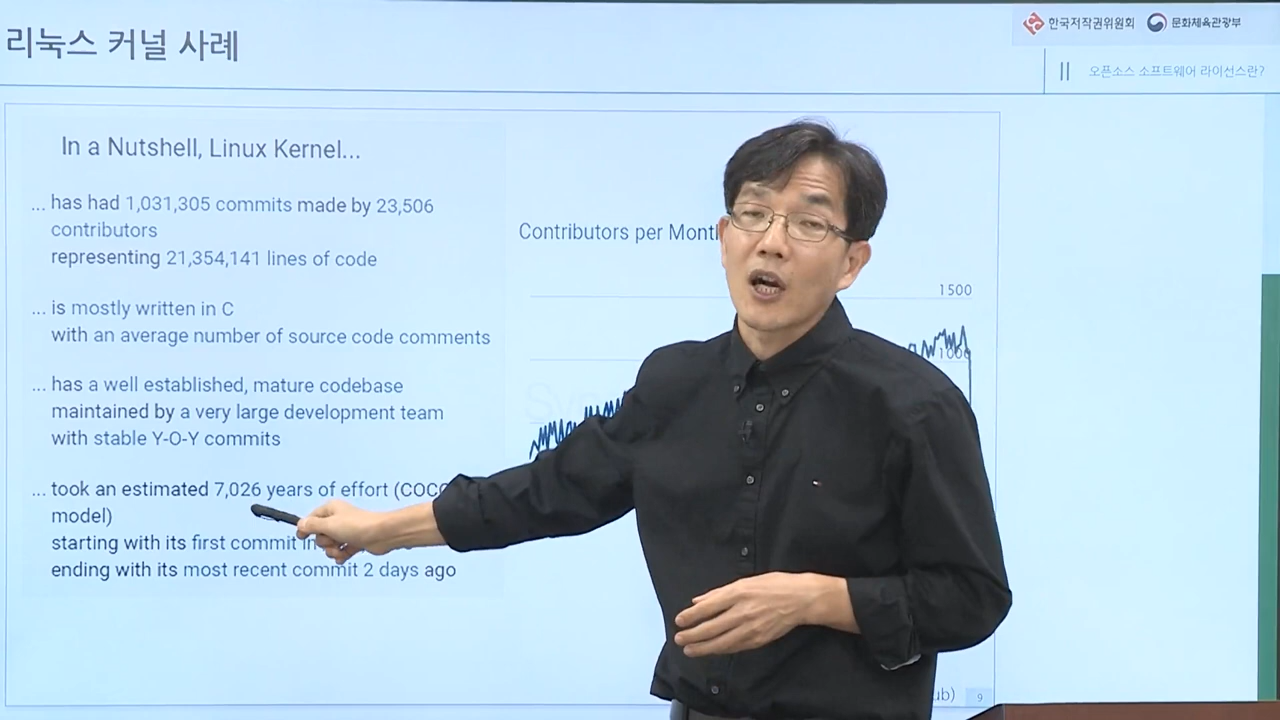 리눅스 커널 사례
한국저작권위원회 문화체육관광부
오픈소스 소프트웨어 라이선스란?
In a Nutshell, Linux Kernel...
... has had 1,031,305 commits made by 23,506
contributors
representing 21,354,141 lines of code
... is mostly written in C
with an average number of source code comments
... has a well established, mature codebase
maintained by a very large development team
with stable Y-O-Y commits
... took an estimated 7,026 years of effort (COCO
model)
starting with its first commit in
ending with its most recent commit 2 days ago
Contributors per Month
1500
1000
ub) 9